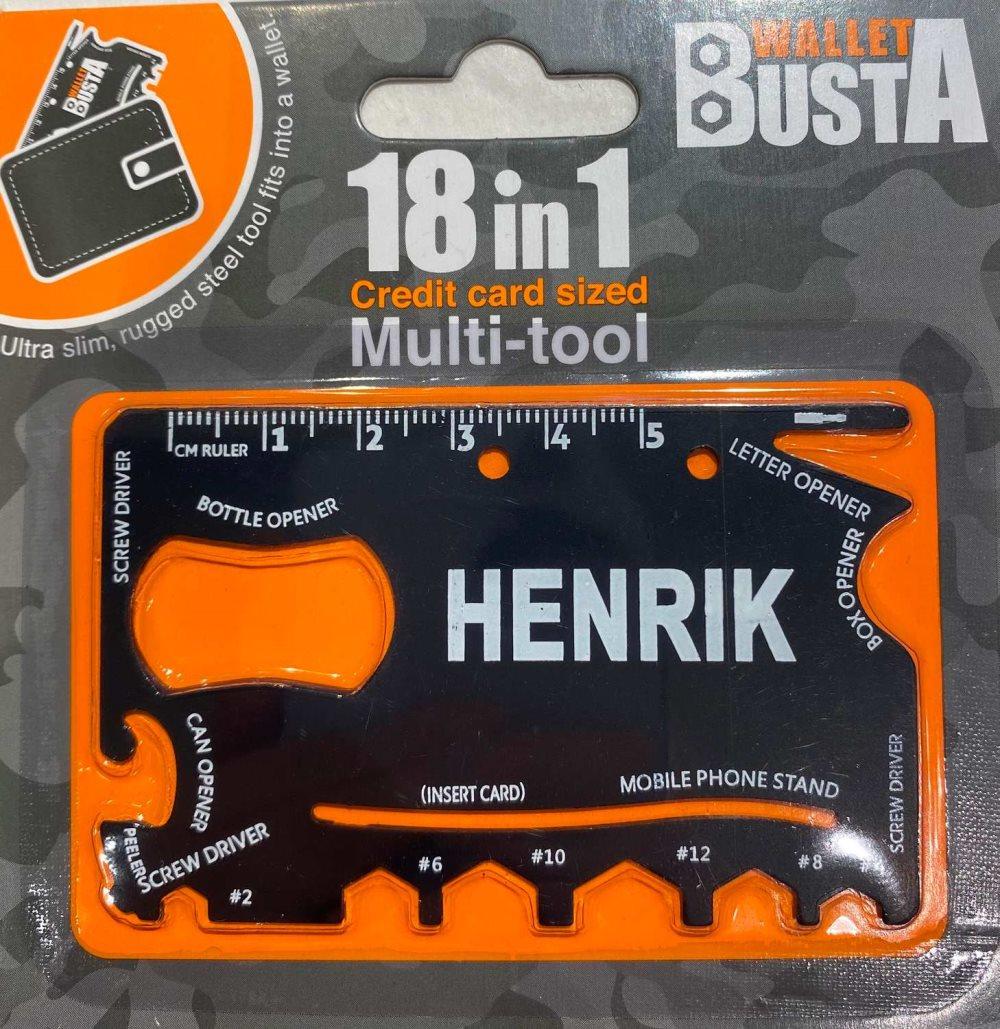 WALLET
BUSTA
WALLET
BUSTA
18 in 1
Credit card sized
Multi-tool
Ultra slim, rugged steel tool fits into a wallet.
CM RULER 1 2 3 4 5
SCREW DRIVER
BOTTLE OPENER
LETTER OPENER
BOX OPENER
HENRIK
CAN OPENER
PEELER
SCREW DRIVER
(INSERT CARD)
MOBILE PHONE STAND
SCREW DRIVER
#2 #6 #10 #12 #8